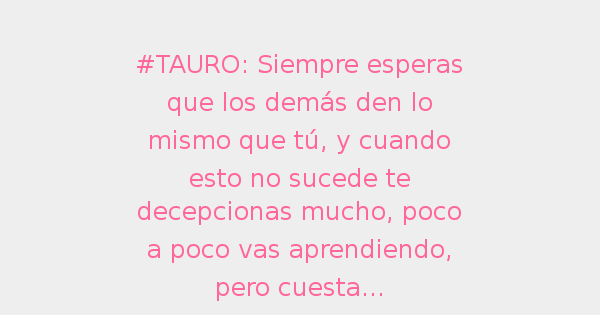 #TAURO: Siempre esperas
que los demás den lo
mismo que tú, y cuando
esto no sucede te
decepcionas mucho, poco
a poco vas aprendiendo,
pero cuesta...